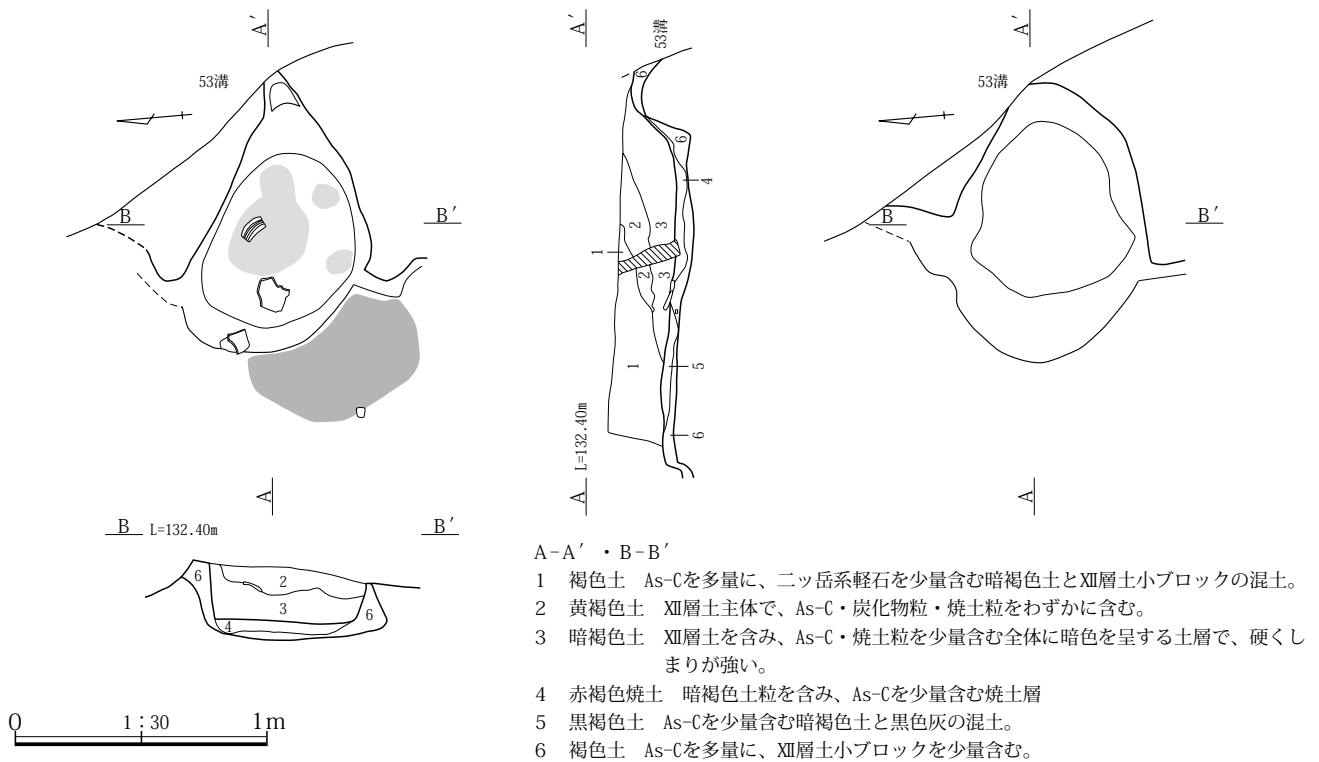 A′
53溝
B
B′
A
A′
53溝
6
6
4
2
3
1
2
3
1
5
6
L=132.40m
A
A′
53溝
B
B′
A
B L=132.40m B′
6
2
3
4
6
0 1:30 1m
A-A′・B-B′
1 褐色土 As-Cを多量に、二ッ岳系軽石を少量含む暗褐色土とⅫ層土小ブロックの混土。
2 黄褐色土 Ⅻ層土主体で、As-C・炭化物粒・焼土粒をわずかに含む。
3 暗褐色土 Ⅻ層土を含み、As-C・焼土粒を少量含む全体に暗色を呈する土層で、硬くし
まりが強い。
4 赤褐色焼土 暗褐色土粒を含み、As-Cを少量含む焼土層
5 黒褐色土 As-Cを少量含む暗褐色土と黒色灰の混土。
6 褐色土 As-Cを多量に、Ⅻ層土小ブロックを少量含む。